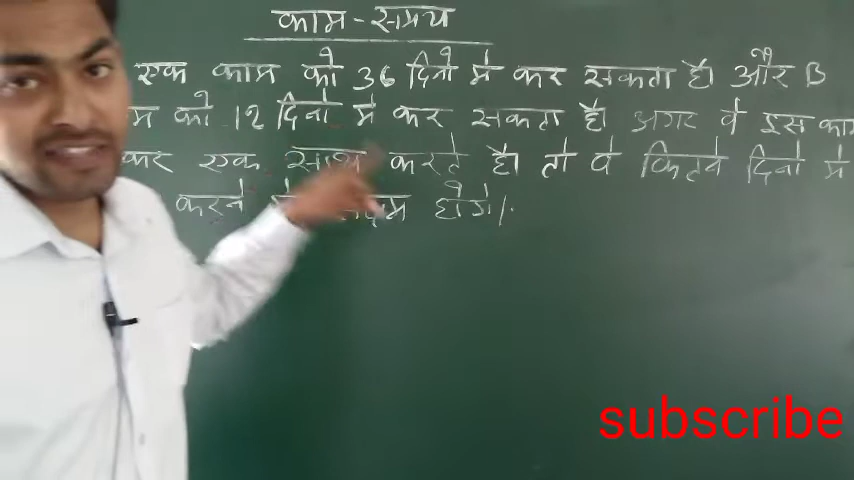 काम - समय
एक काम को 36 दिनों में कर सकता है। और B
म को 12 दिनों में कर सकता है। अगर वे इस काम
कर एक साथ करते है। तो वे कितने दिनों में
करने सक्षम होंगे।
subscribe